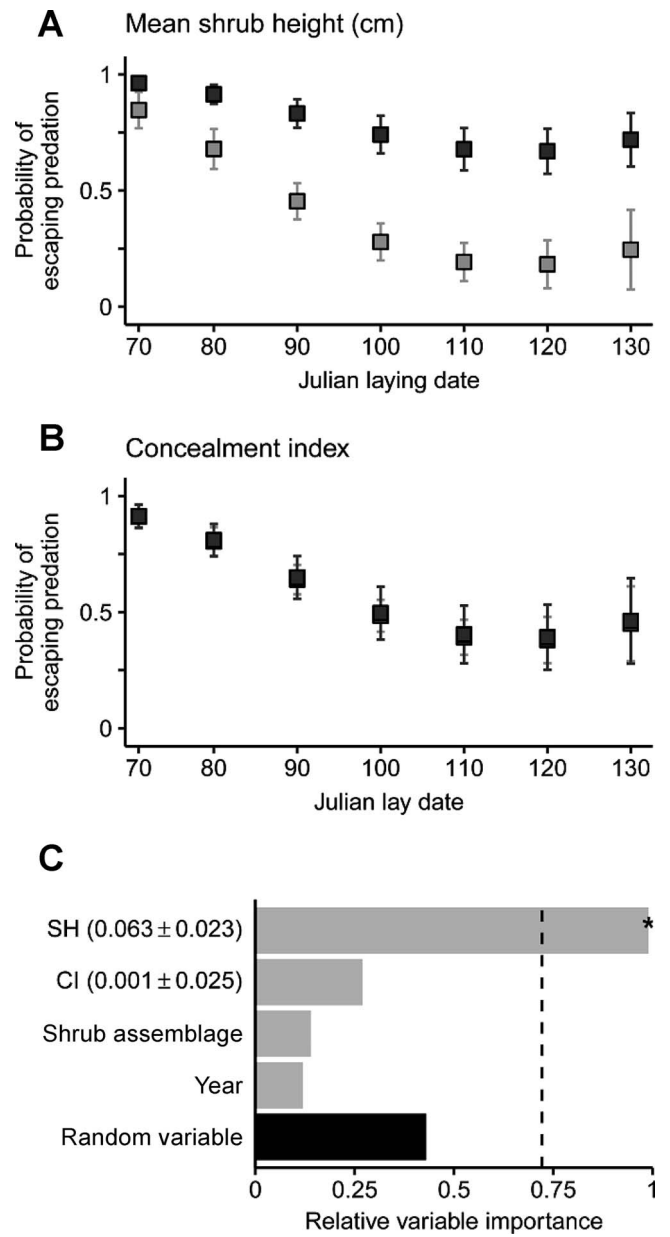 A
Mean shrub height (cm)
Probability of
escaping predation
1
0.5
0
70 80 90 100 110 120 130
Julian laying date
B
Concealment index
Probability of
escaping predation
1
0.5
0
70 80 90 100 110 120 130
Julian lay date
C
SH (0.063 ± 0.023)
*
CI (0.001 ± 0.025)
Shrub assemblage
Year
Random variable
0 0.25 0.5 0.75 1
Relative variable importance